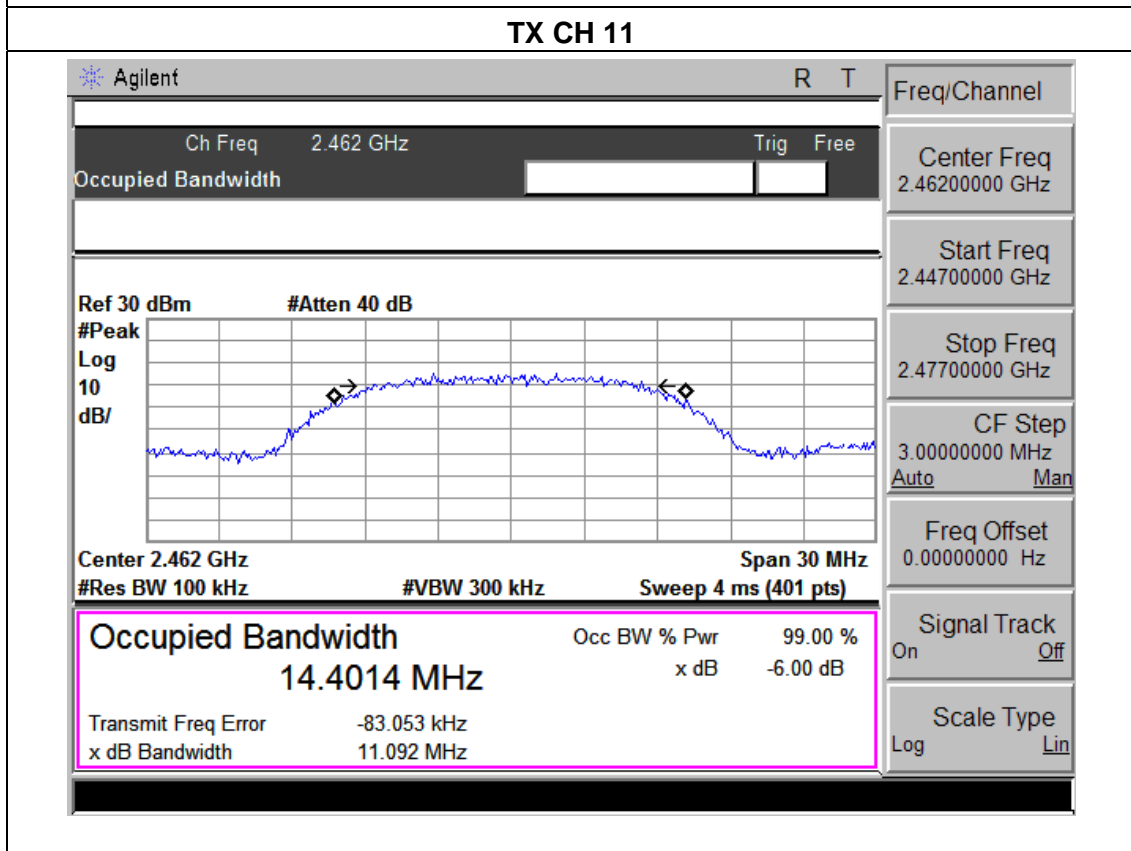 TX CH 11
Agilent R T
Freq/Channel
Ch Freq 2.462 GHz Trig Free
Occupied Bandwidth
Center Freq
2.46200000 GHz
Start Freq
2.44700000 GHz
Ref 30 dBm #Atten 40 dB
#Peak
Log
10
dB/
Stop Freq
2.47700000 GHz
CF Step
3.00000000 MHz
Auto Man
Center 2.462 GHz Span 30 MHz
#Res BW 100 kHz #VBW 300 kHz Sweep 4 ms (401 pts)
Freq Offset
0.00000000 Hz
Occupied Bandwidth Occ BW % Pwr 99.00 %
14.4014 MHz x dB -6.00 dB
Transmit Freq Error -83.053 kHz
x dB Bandwidth 11.092 MHz
Signal Track
On Off
Scale Type
Log Lin